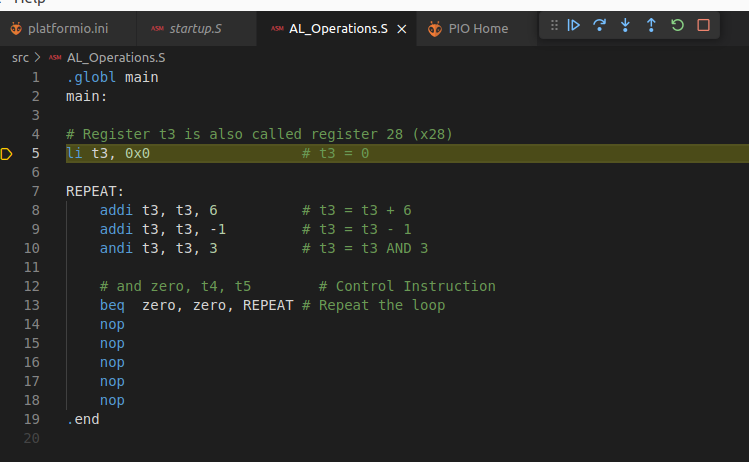 Help
platformio.ini ASM startup.S ASM AL_Operations.S PIO Home
src > ASM AL_Operations.S
1 .globl main
2 main:
3
4 # Register t3 is also called register 28 (x28)
5 li t3, 0x0 # t3 = 0
6
7 REPEAT:
8 addi t3, t3, 6 # t3 = t3 + 6
9 addi t3, t3, -1 # t3 = t3 - 1
10 andi t3, t3, 3 # t3 = t3 AND 3
11
12 # and zero, t4, t5 # Control Instruction
13 beq zero, zero, REPEAT # Repeat the loop
14 nop
15 nop
16 nop
17 nop
18 nop
19 .end
20